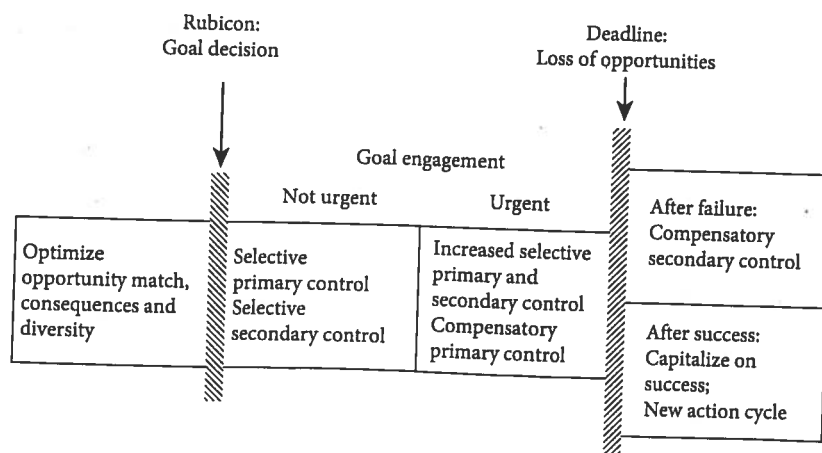 Rubicon:
Goal decision
Deadline:
Loss of opportunities
Goal engagement
Not urgent
Urgent
Optimize
opportunity match,
consequences and
diversity
Selective
primary control
Selective
secondary control
Increased selective
primary and
secondary control
Compensatory
primary control
After failure:
Compensatory
secondary control
After success:
Capitalize on
success;
New action cycle